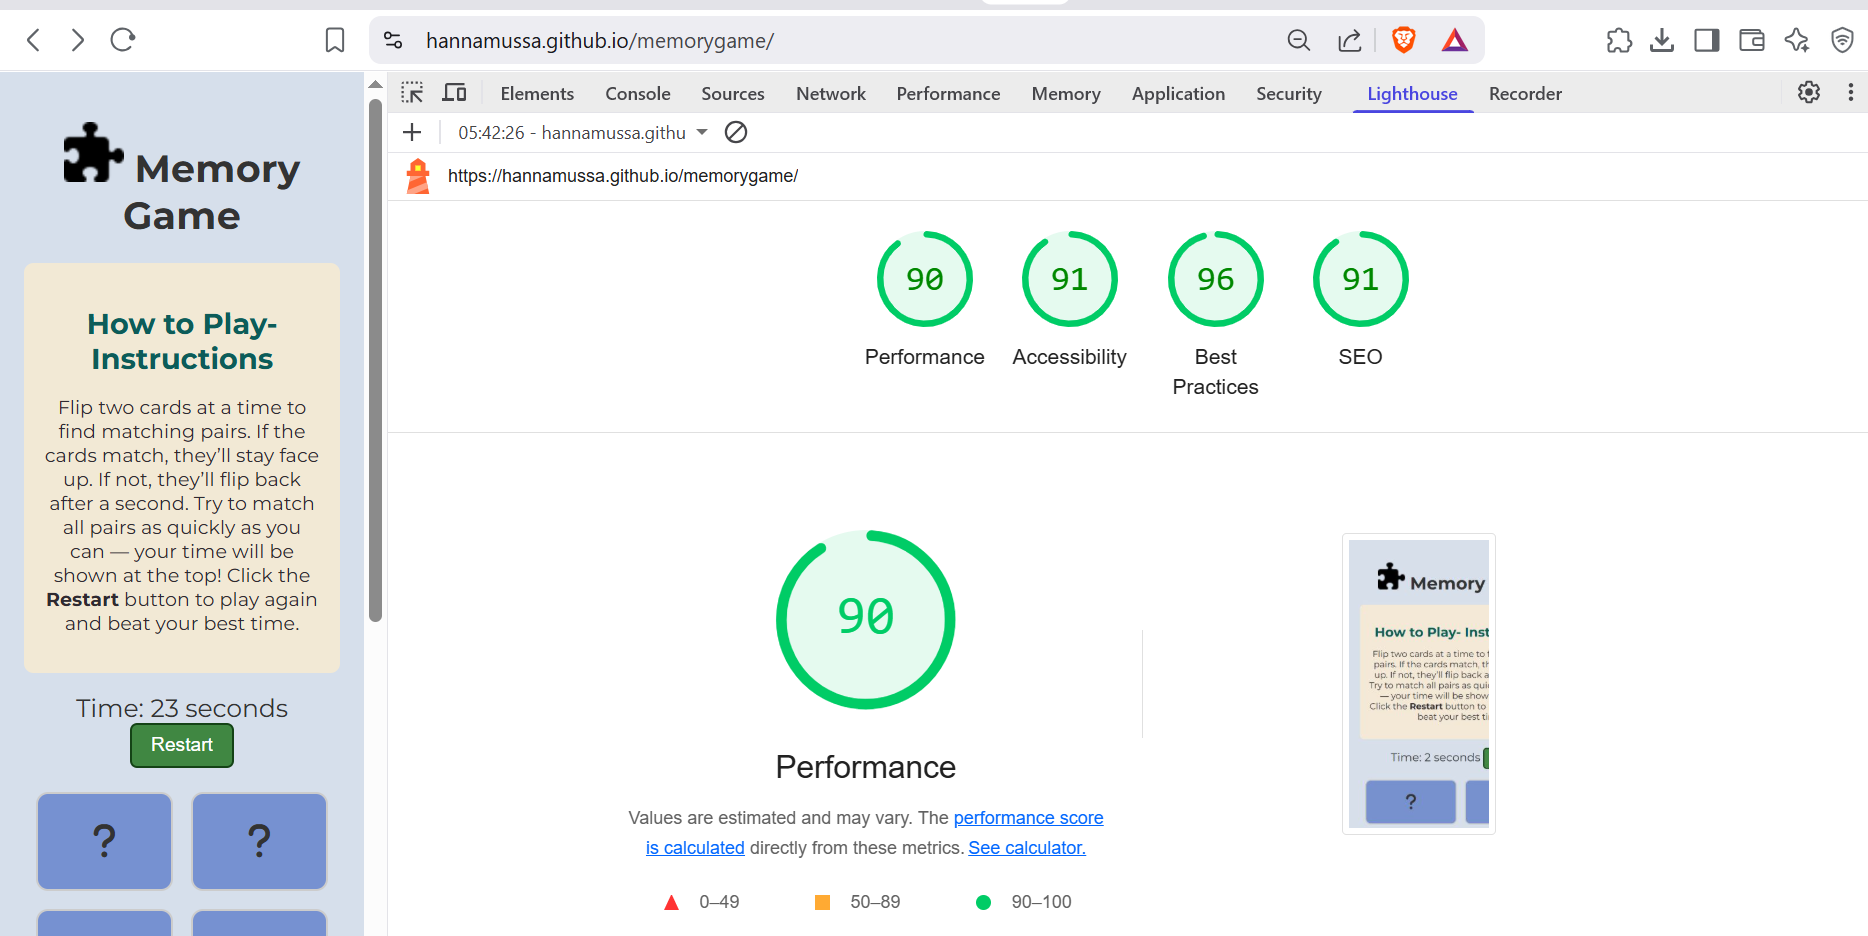 hannamussa.github.io/memorygame/
Memory
Game
How to Play-
Instructions
Flip two cards at a time to
find matching pairs. If the
cards match, they’ll stay face
up. If not, they’ll flip back
after a second. Try to match
all pairs as quickly as you
can — your time will be
shown at the top! Click the
Restart button to play again
and beat your best time.
Time: 23 seconds
Restart
? ?
Elements Console Sources Network Performance Memory Application Security Lighthouse Recorder
05:42:26 - hannamussa.githu
https://hannamussa.github.io/memorygame/
90 91 96 91
Performance Accessibility Best SEO
Practices
90
Performance
Values are estimated and may vary. The performance score
is calculated directly from these metrics. See calculator.
0–49 50–89 90–100
Memory
How to Play- Inst
Flip two cards at a time to f
pairs. If the cards match, th
up. If not, they’ll flip back a
Try to match all pairs as quic
— your time will be show
Click the Restart button to
beat your best ti
Time: 2 seconds
?